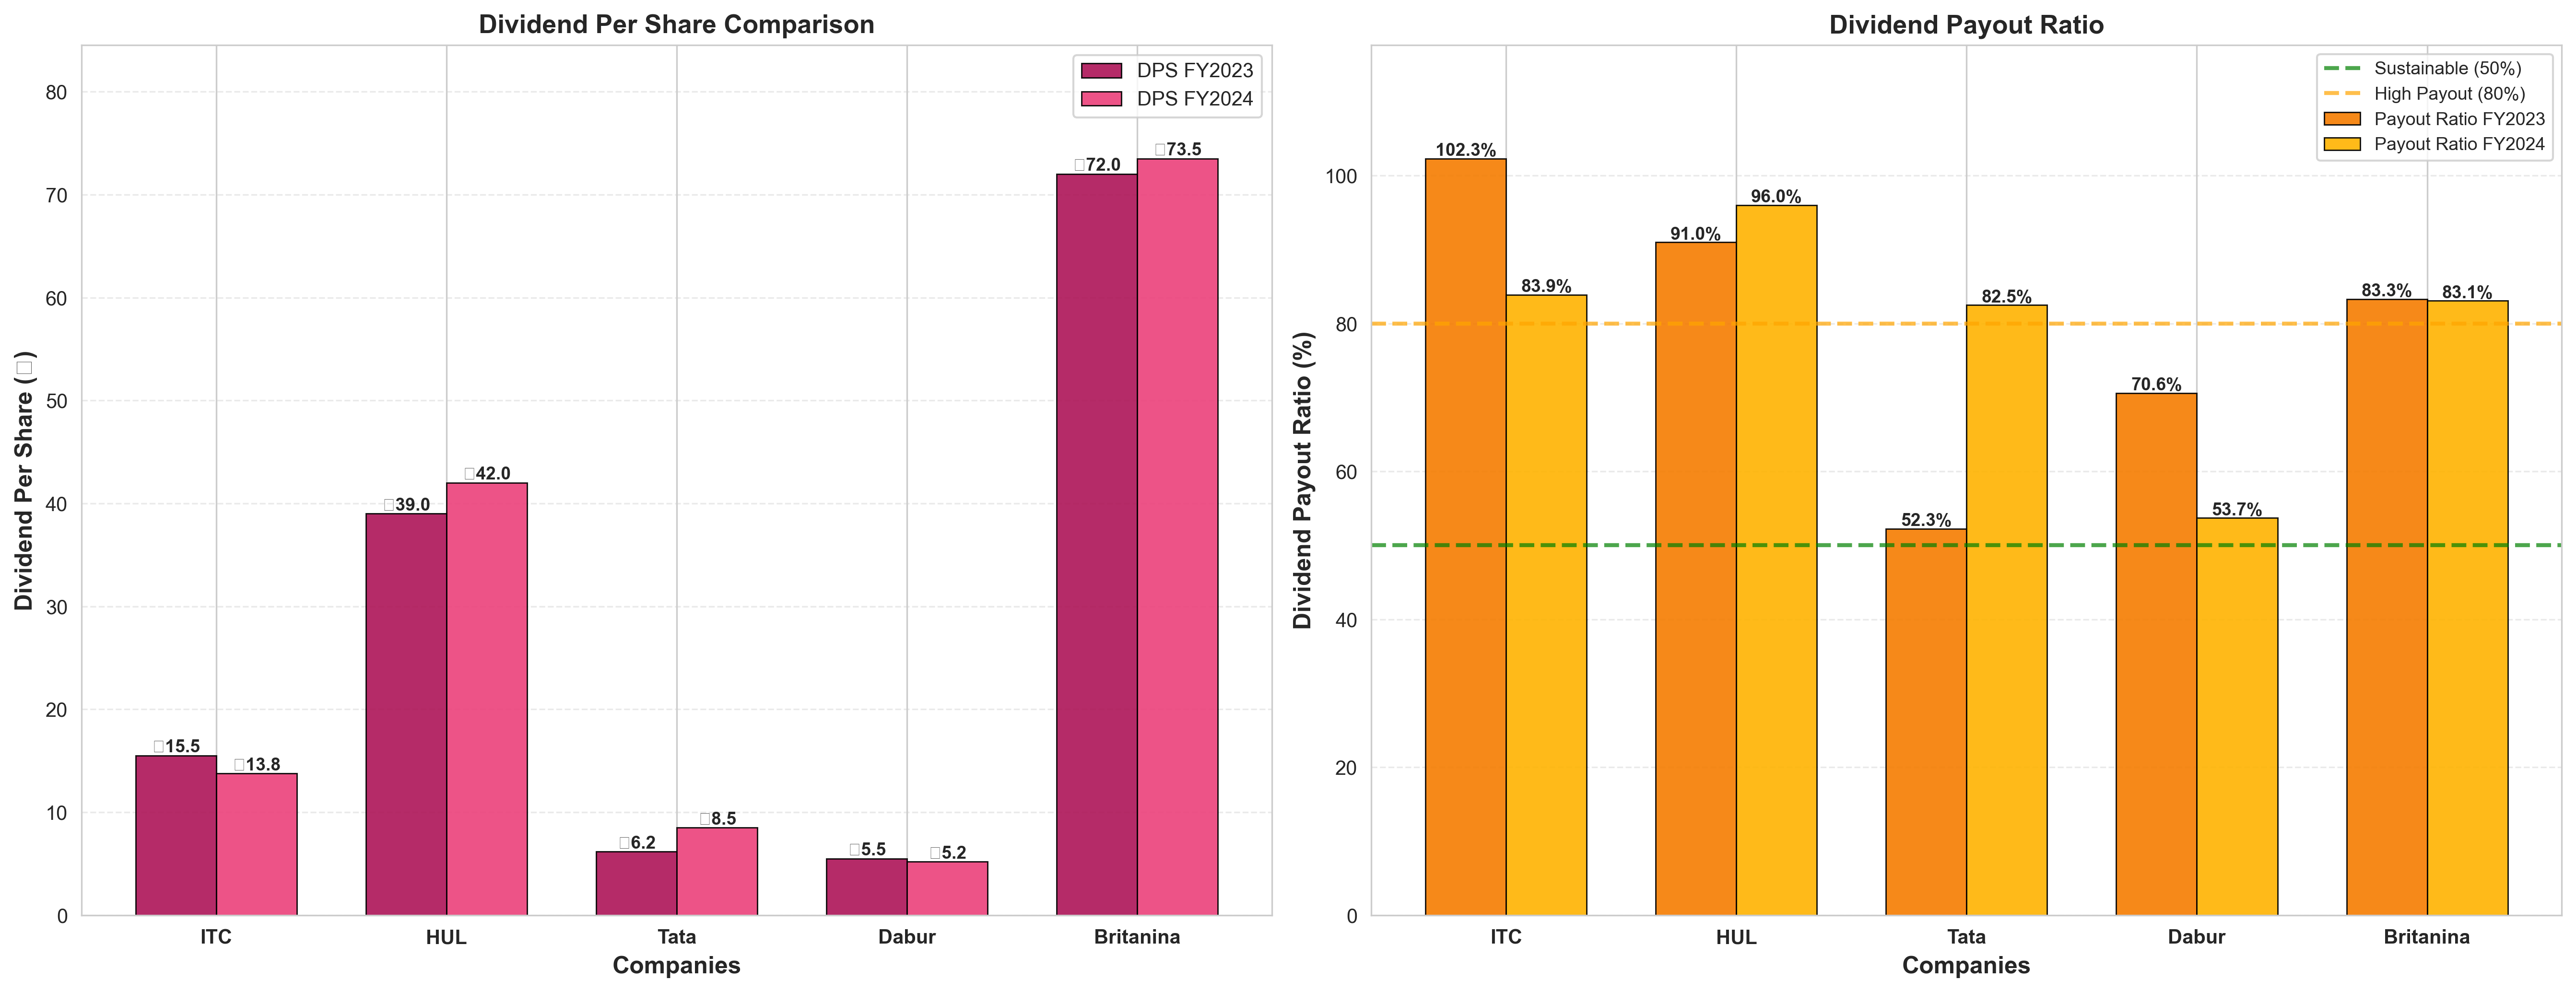 Dividend Per Share Comparison
DPS FY2023
DPS FY2024
Dividend Per Share (□)
80
70
60
50
40
30
20
10
0
□15.5
□13.8
□39.0
□42.0
□6.2
□8.5
□5.5
□5.2
□72.0
□73.5
ITC
HUL
Tata
Dabur
Britanina
Companies
Dividend Payout Ratio
Sustainable (50%)
High Payout (80%)
Payout Ratio FY2023
Payout Ratio FY2024
Dividend Payout Ratio (%)
100
80
60
40
20
0
102.3%
83.9%
91.0%
96.0%
52.3%
82.5%
70.6%
53.7%
83.3%
83.1%
ITC
HUL
Tata
Dabur
Britanina
Companies